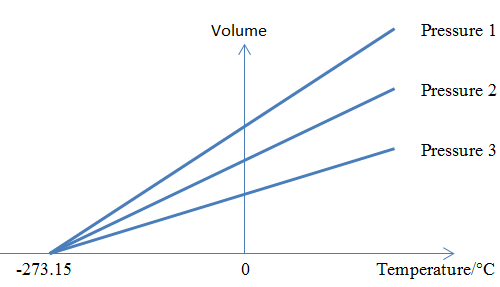 Volume
Pressure 1
Pressure 2
Pressure 3
-273.15
0
Temperature/°C